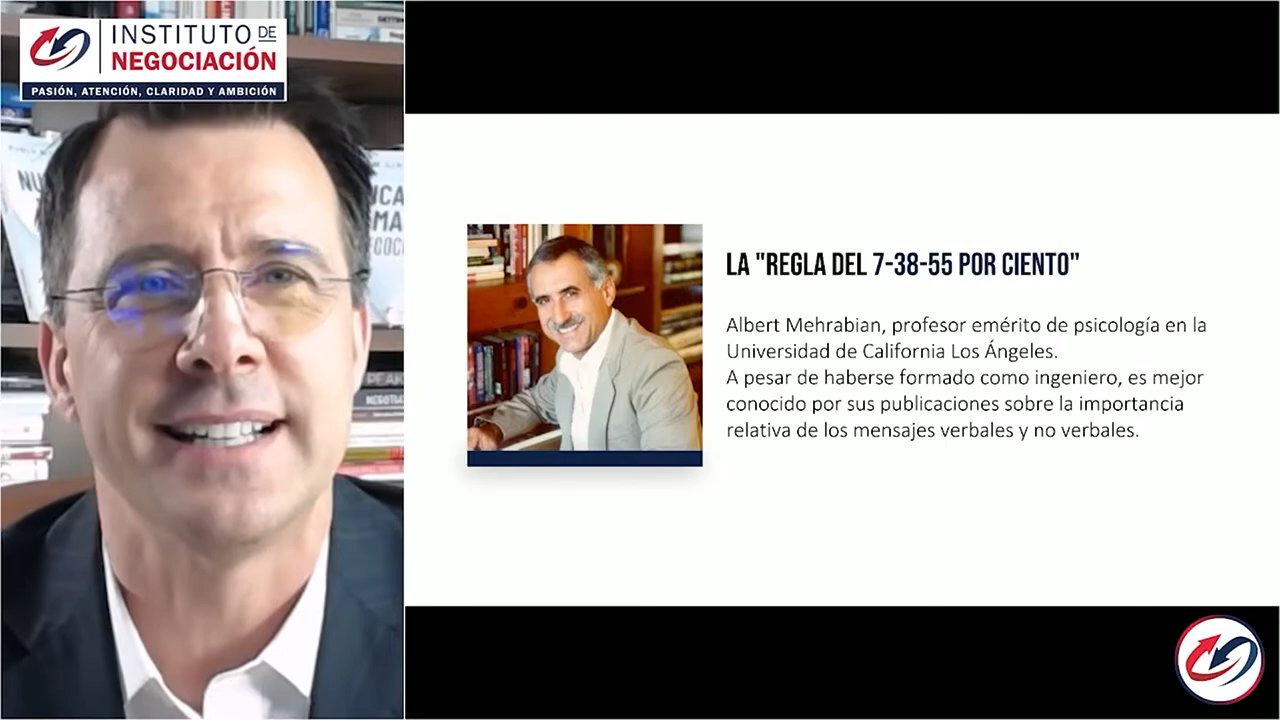 INSTITUTO DE
NEGOCIACIÓN
PASIÓN, ATENCIÓN, CLARIDAD Y AMBICIÓN
LA "REGLA DEL 7-38-55 POR CIENTO"
Albert Mehrabian, profesor emérito de psicología en la
Universidad de California Los Ángeles.
A pesar de haberse formado como ingeniero, es mejor
conocido por sus publicaciones sobre la importancia
relativa de los mensajes verbales y no verbales.